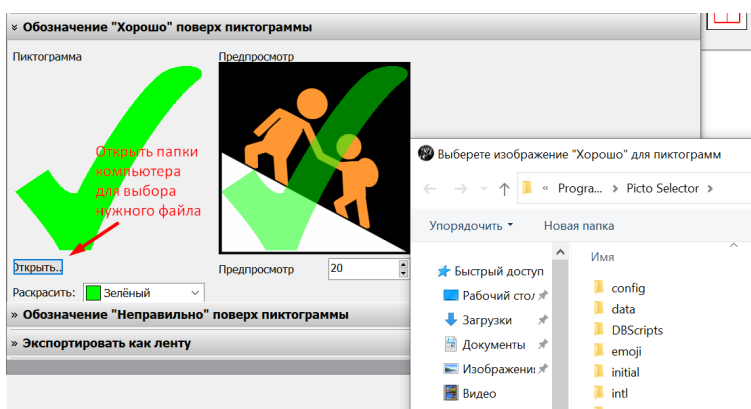 Обозначение "Хорошо" поверх пиктограммы
Пиктограмма
Предпросмотр
Открыть папки
компьютера
для выбора
нужного файла
Открыть..
Предпросмотр
20
Раскрасить:
Зелёный
Обозначение "Неправильно" поверх пиктограммы
Экспортировать как ленту
Выберете изображение "Хорошо" для пиктограмм
« Progra... > Picto Selector >
Упорядочить
Новая папка
Имя
Быстрый доступ
Рабочий стол
Загрузки
Документы
Изображения
Видео
config
data
DBScripts
emoji
initial
intl